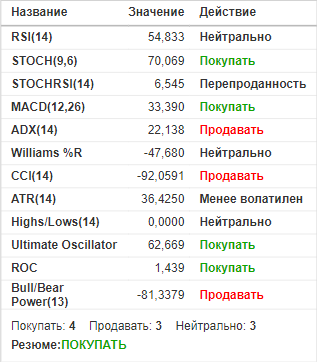 Название Значение Действие
RSI(14) 54,833 Нейтрально
STOCH(9,6) 70,069 Покупать
STOCHRSI(14) 6,545 Перепроданность
MACD(12,26) 33,390 Покупать
ADX(14) 22,138 Продавать
Williams %R -47,680 Нейтрально
CCI(14) -92,0591 Продавать
ATR(14) 36,4250 Менее волатилен
Highs/Lows(14) 0,0000 Нейтрально
Ultimate Oscillator 62,669 Покупать
ROC 1,439 Покупать
Bull/Bear
Power(13) -81,3379 Продавать
Покупать: 4 Продавать: 3 Нейтрально: 3
Резюме:ПОКУПАТЬ